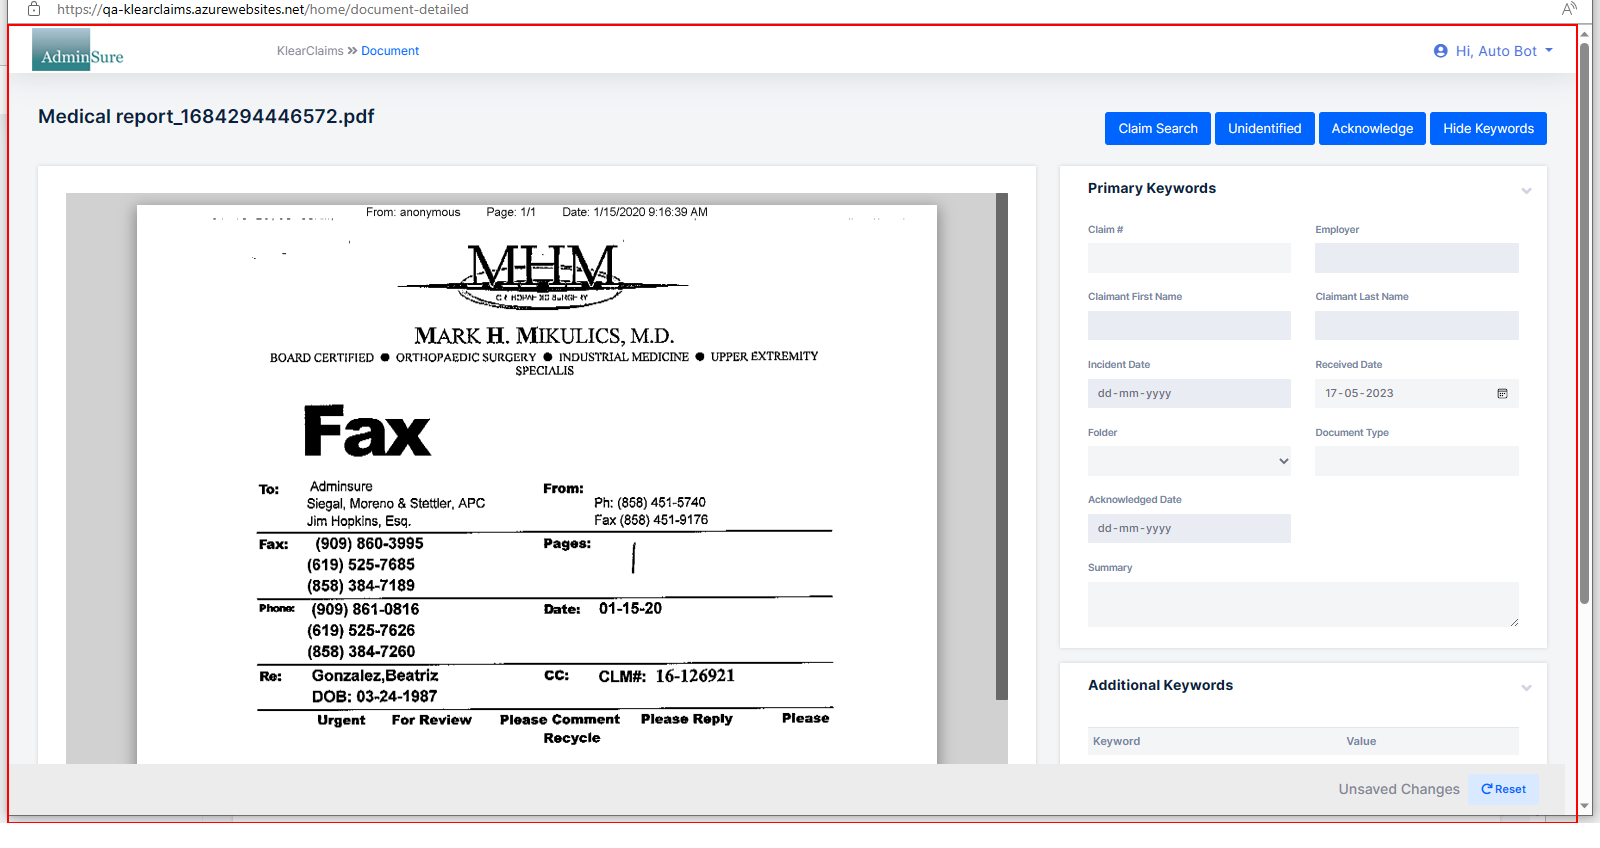 https://qa-klearclaims.azurewebsites.net/home/document-detailed
AdminSure
KlearClaims » Document
Hi, Auto Bot
Medical report_1684294446572.pdf
Claim Search
Unidentified
Acknowledge
Hide Keywords
From: anonymous Page: 1/1 Date: 1/15/2020 9:16:39 AM
MHM
MARK H. MIKULICS, M.D.
BOARD CERTIFIED ● ORTHOPAEDIC SURGERY ● INDUSTRIAL MEDICINE ● UPPER EXTREMITY
SPECIALIS
Fax
To: Adminsure From:
Siegal, Moreno & Stettler, APC Ph: (858) 451-5740
Jim Hopkins, Esq. Fax (858) 451-9176
Fax: (909) 860-3995 Pages: |
(619) 525-7685
(858) 384-7189
Phone: (909) 861-0816 Date: 01-15-20
(619) 525-7626
(858) 384-7260
Re: Gonzalez,Beatriz CC: CLM#: 16-126921
DOB: 03-24-1987
Urgent For Review Please Comment Please Reply Please
Recycle
Primary Keywords
Claim # Employer
Claimant First Name Claimant Last Name
Incident Date Received Date
dd-mm-yyyy 17-05-2023
Folder Document Type
Acknowledged Date
dd-mm-yyyy
Summary
Additional Keywords
Keyword Value
Unsaved Changes Reset